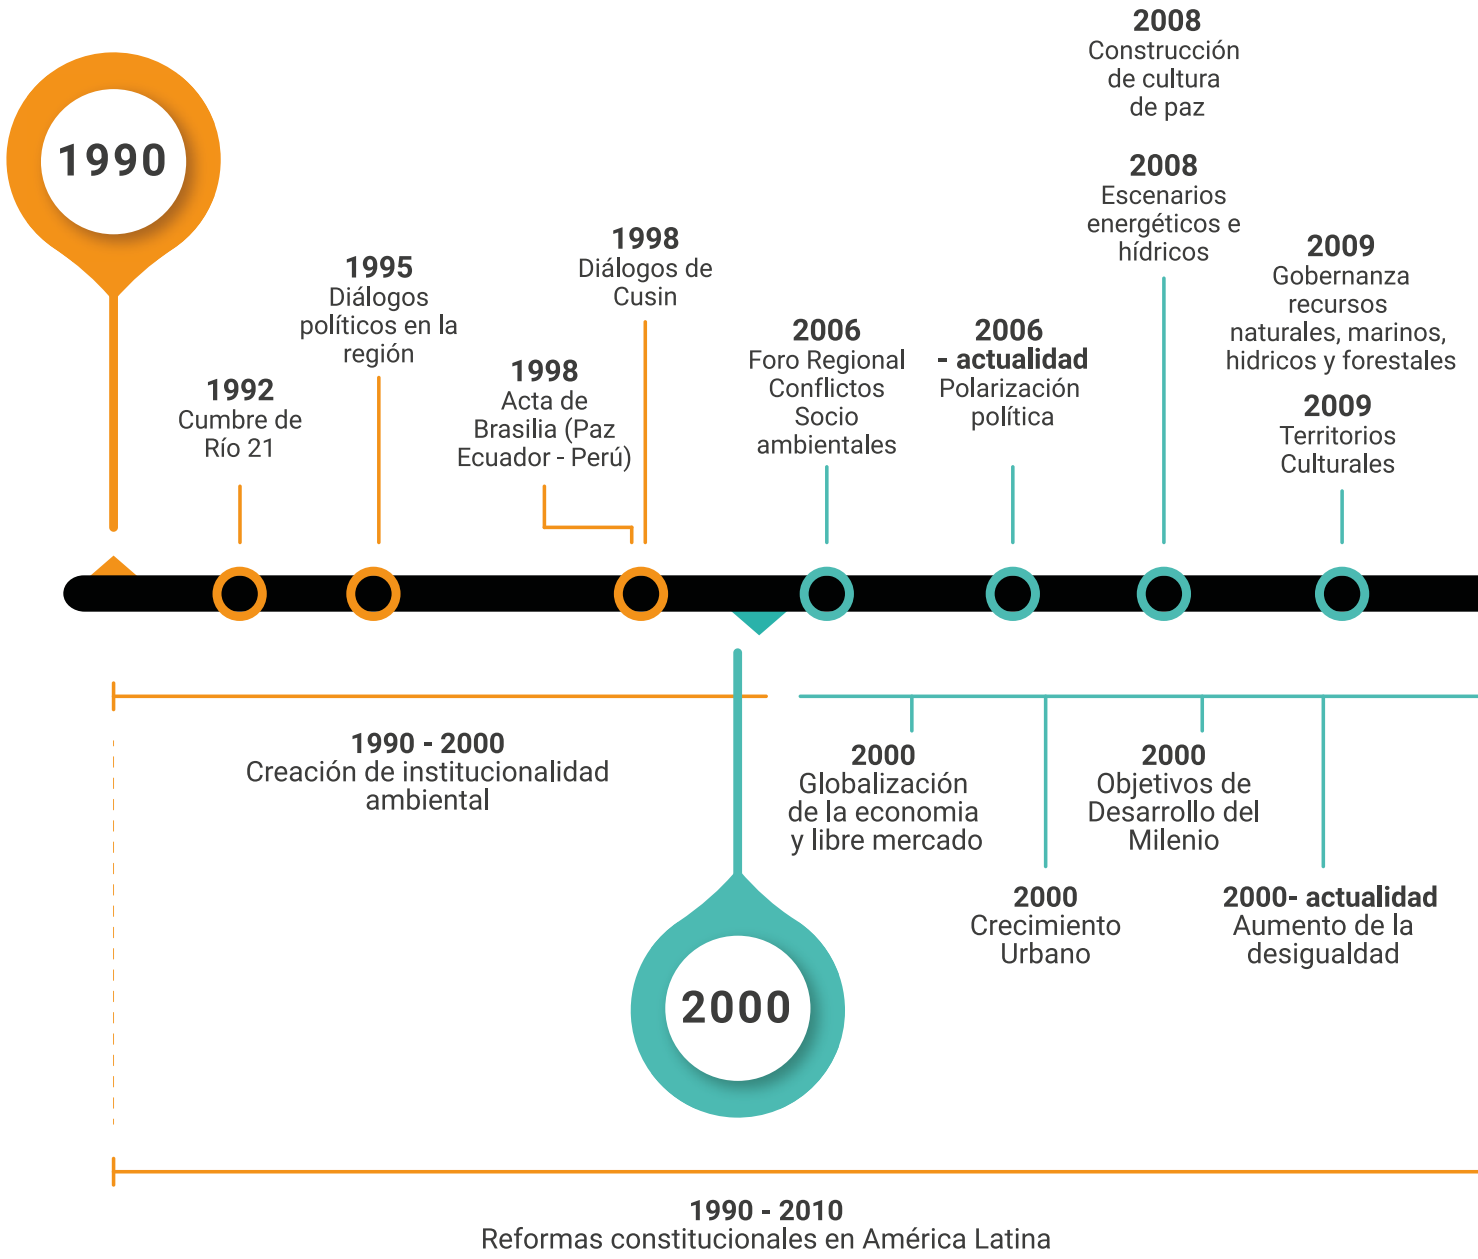 1990
1992
Cumbre de
Río 21
1995
Diálogos
políticos en la
región
1998
Acta de
Brasilia (Paz
Ecuador - Perú)
1998
Diálogos de
Cusin
2006
Foro Regional
Conflictos
Socio
ambientales
2006
- actualidad
Polarización
política
2008
Construcción
de cultura
de paz
2008
Escenarios
energéticos e
hídricos
2009
Gobernanza
recursos
naturales, marinos,
hidricos y forestales
2009
Territorios
Culturales
1990 - 2000
Creación de institucionalidad
ambiental
2000
2000
Globalización
de la economia
y libre mercado
2000
Crecimiento
Urbano
2000
Objetivos de
Desarrollo del
Milenio
2000- actualidad
Aumento de la
desigualdad
1990 - 2010
Reformas constitucionales en América Latina